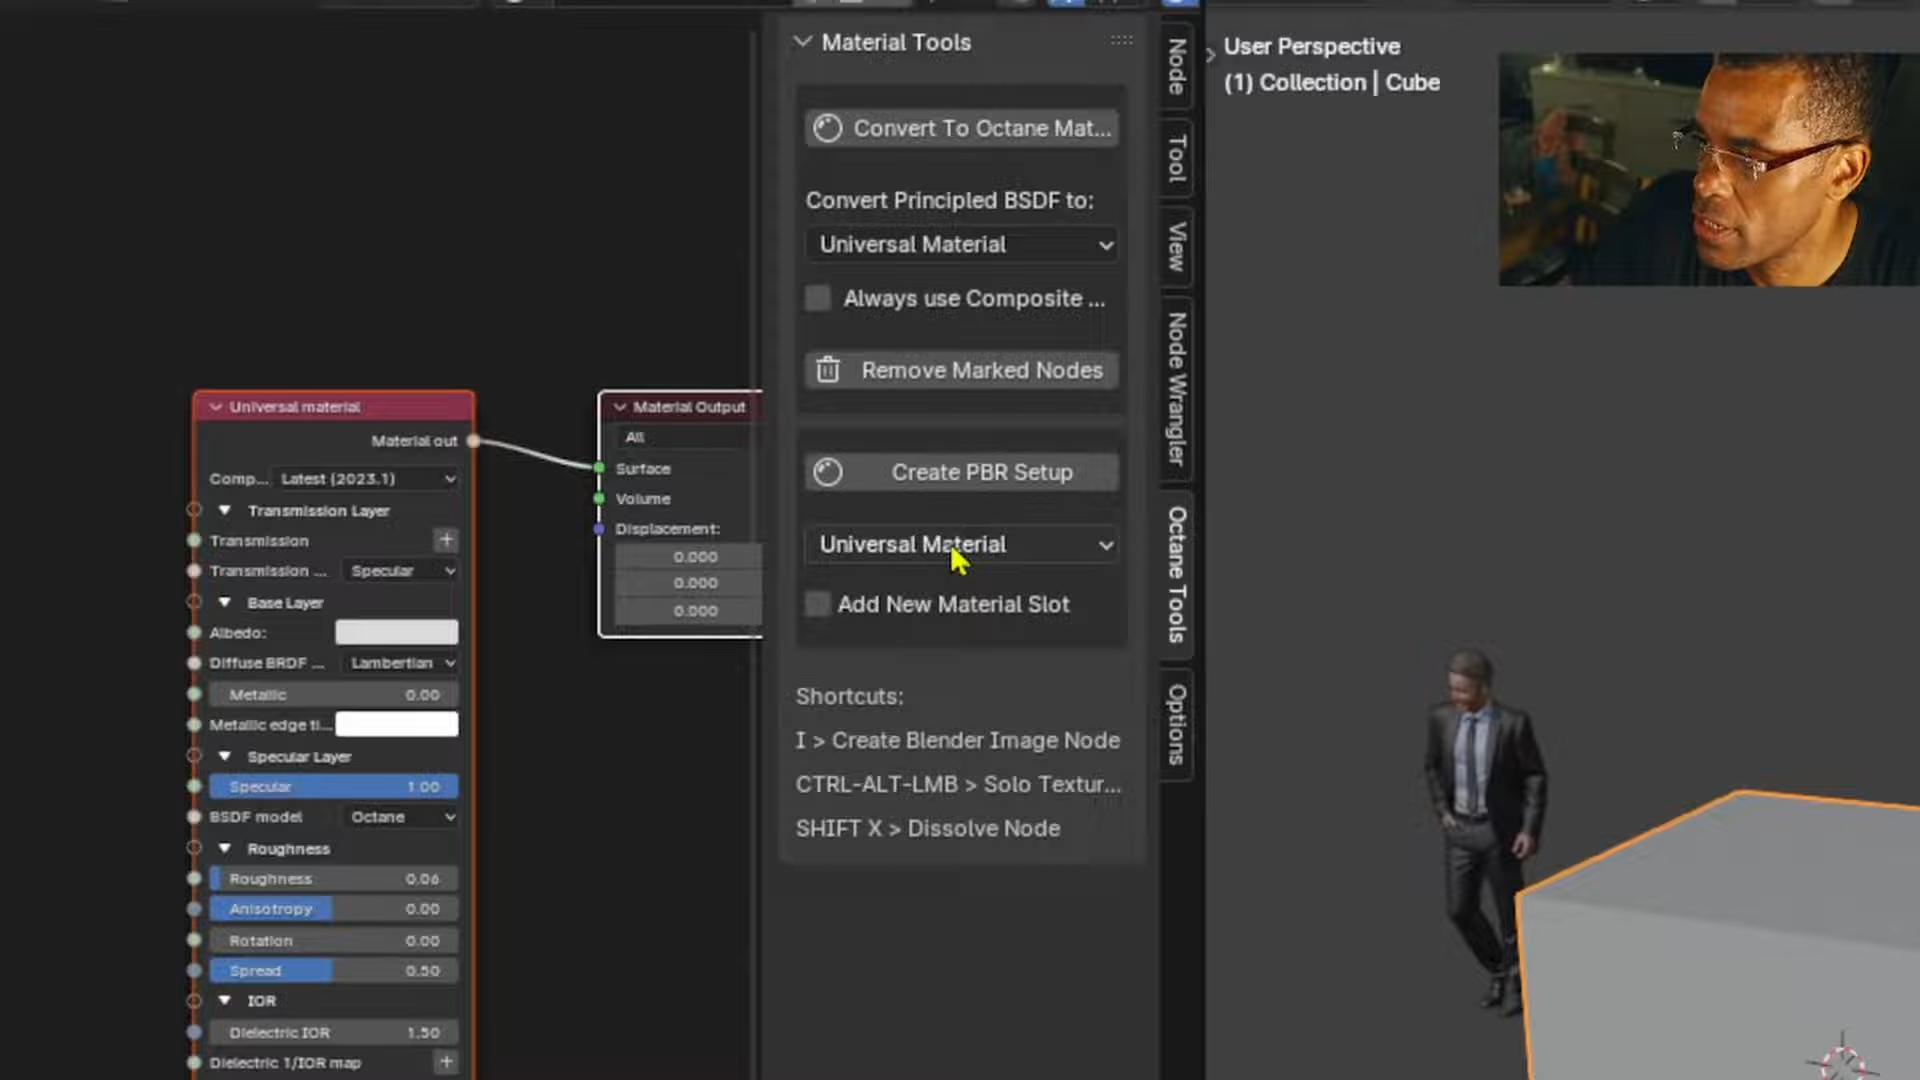 Universal material
Material out
Comp... Latest (2023.1)
Transmission Layer
Transmission +
Transmission ... Specular
Base Layer
Albedo:
Diffuse BRDF ... Lambertian
Metallic 0.00
Metallic edge ti...
Specular Layer
Specular 1.00
BSDF model Octane
Roughness
Roughness 0.06
Anisotropy 0.00
Rotation 0.00
Spread 0.50
IOR
Dielectric IOR 1.50
Dielectric 1/IOR map +
Material Output
All
Surface
Volume
Displacement:
0.000
0.000
0.000
Material Tools
Convert To Octane Mat...
Convert Principled BSDF to:
Universal Material
Always use Composite ...
Remove Marked Nodes
Create PBR Setup
Universal Material
Add New Material Slot
Shortcuts:
I > Create Blender Image Node
CTRL-ALT-LMB > Solo Textur...
SHIFT X > Dissolve Node
Node
Tool
View
Node Wrangler
Octane Tools
Options
User Perspective
(1) Collection | Cube